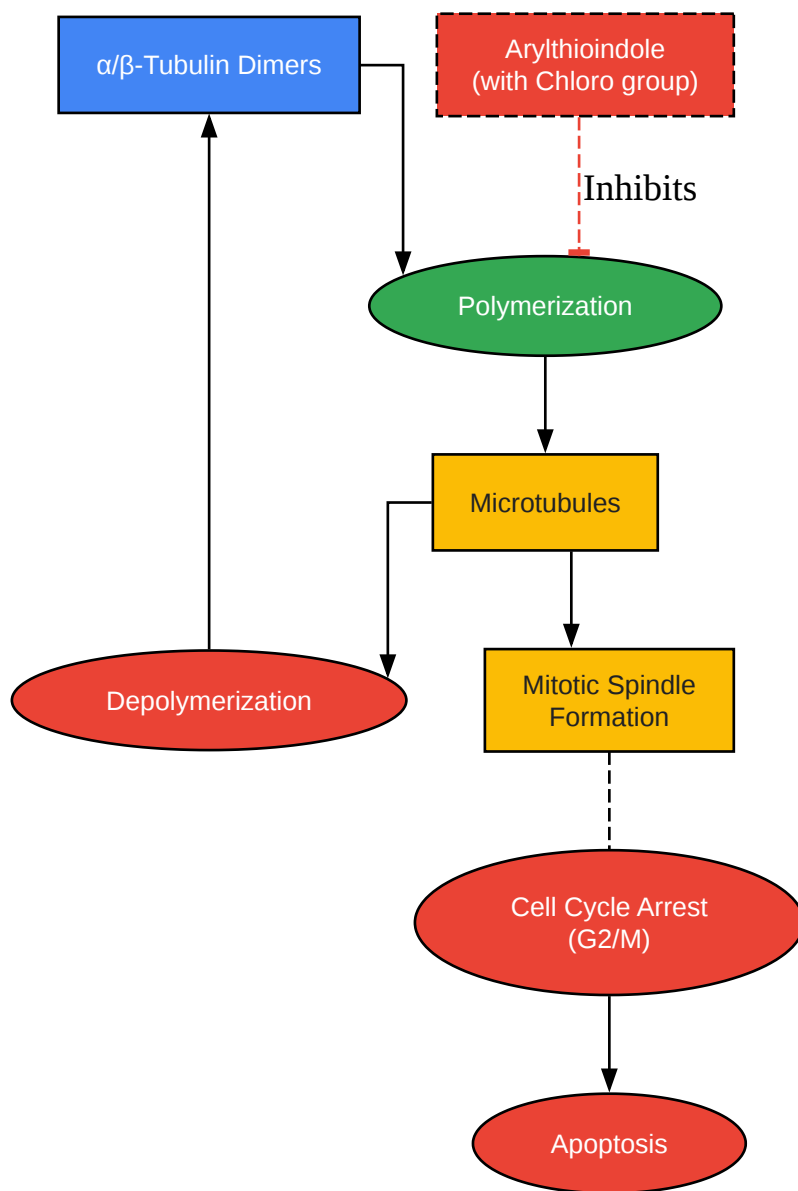 α/β-Tubulin Dimers
Arylthioindole
(with Chloro group)
Inhibits
Polymerization
Microtubules
Depolymerization
Mitotic Spindle
Formation
Cell Cycle Arrest
(G2/M)
Apoptosis